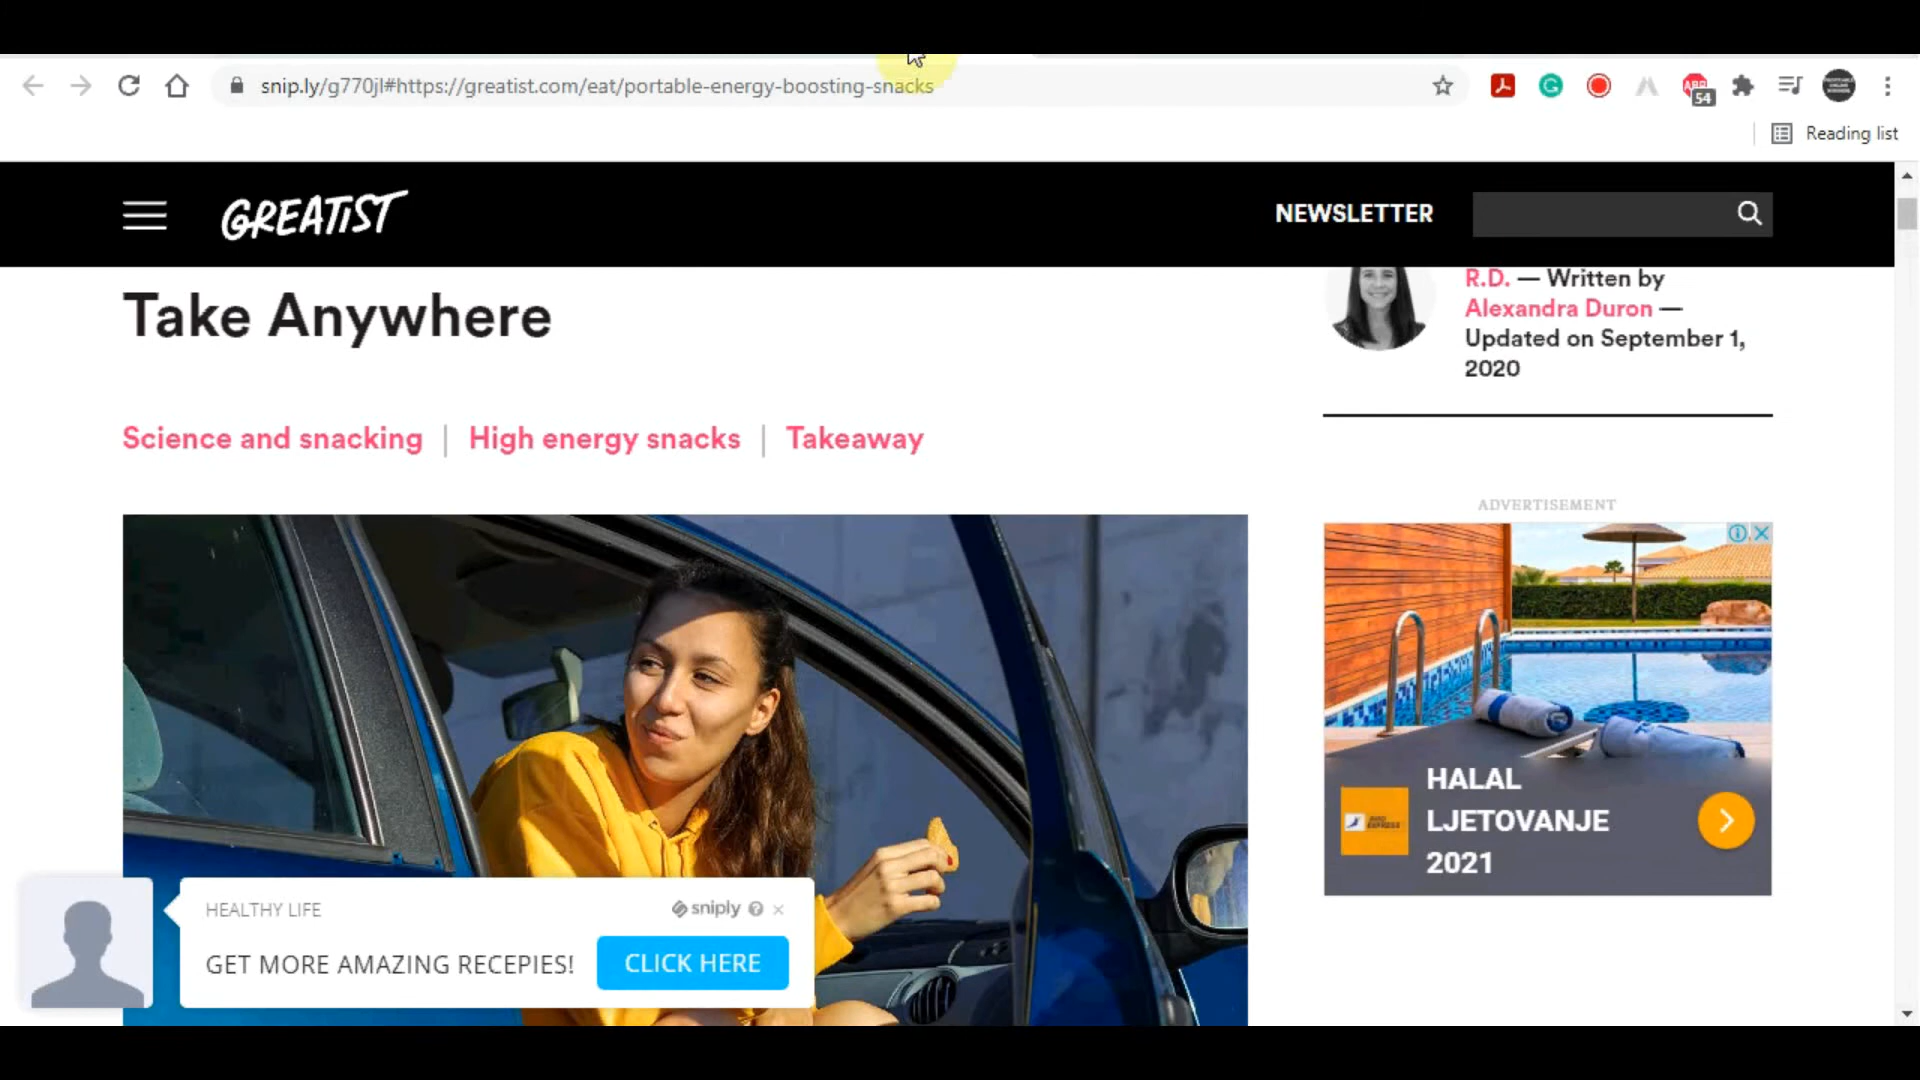 snip.ly/g770jl#https://greatist.com/eat/portable-energy-boosting-snacks
54
Reading list
GREATIST
NEWSLETTER
Take Anywhere
R.D. — Written by
Alexandra Duron —
Updated on September 1,
2020
Science and snacking | High energy snacks | Takeaway
ADVERTISEMENT
HALAL
LJETOVANJE
2021
HEALTHY LIFE
sniply
GET MORE AMAZING RECEPIES!
CLICK HERE